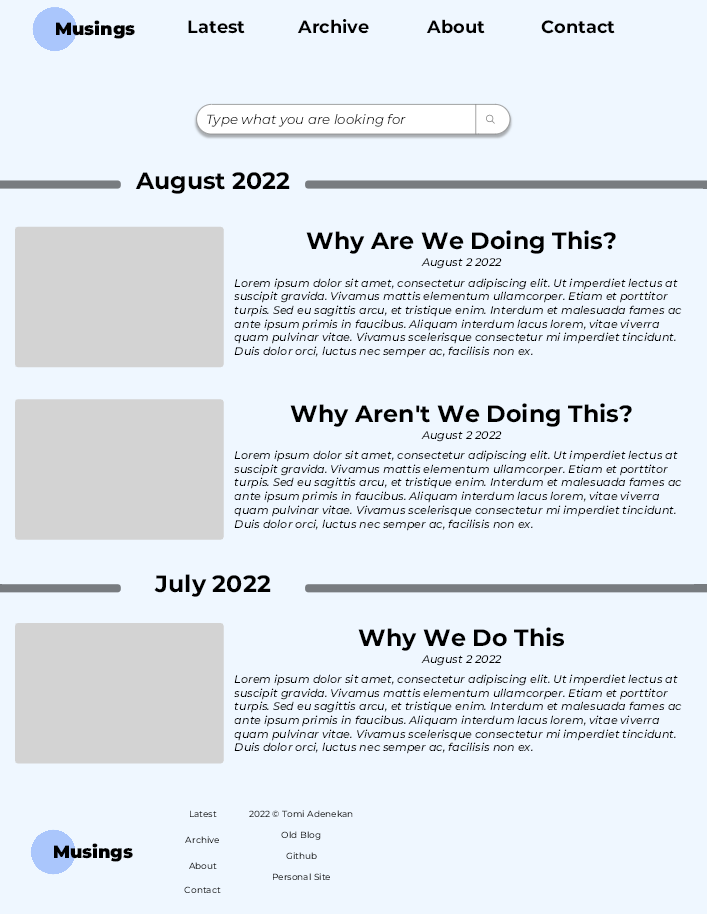 Musings
Latest
Archive
About
Contact
Type what you are looking for
August 2022
Why Are We Doing This?
August 2 2022
Lorem ipsum dolor sit amet, consectetur adipiscing elit. Ut imperdiet lectus at
suscipit gravida. Vivamus mattis elementum ullamcorper. Etiam et porttitor
turpis. Sed eu sagittis arcu, et tristique enim. Interdum et malesuada fames ac
ante ipsum primis in faucibus. Aliquam interdum lacus lorem, vitae viverra
quam pulvinar vitae. Vivamus scelerisque consectetur mi imperdiet tincidunt.
Duis dolor orci, luctus nec semper ac, facilisis non ex.
Why Aren't We Doing This?
August 2 2022
Lorem ipsum dolor sit amet, consectetur adipiscing elit. Ut imperdiet lectus at
suscipit gravida. Vivamus mattis elementum ullamcorper. Etiam et porttitor
turpis. Sed eu sagittis arcu, et tristique enim. Interdum et malesuada fames ac
ante ipsum primis in faucibus. Aliquam interdum lacus lorem, vitae viverra
quam pulvinar vitae. Vivamus scelerisque consectetur mi imperdiet tincidunt.
Duis dolor orci, luctus nec semper ac, facilisis non ex.
July 2022
Why We Do This
August 2 2022
Lorem ipsum dolor sit amet, consectetur adipiscing elit. Ut imperdiet lectus at
suscipit gravida. Vivamus mattis elementum ullamcorper. Etiam et porttitor
turpis. Sed eu sagittis arcu, et tristique enim. Interdum et malesuada fames ac
ante ipsum primis in faucibus. Aliquam interdum lacus lorem, vitae viverra
quam pulvinar vitae. Vivamus scelerisque consectetur mi imperdiet tincidunt.
Duis dolor orci, luctus nec semper ac, facilisis non ex.
Musings
Latest
Archive
About
Contact
2022 © Tomi Adenekan
Old Blog
Github
Personal Site